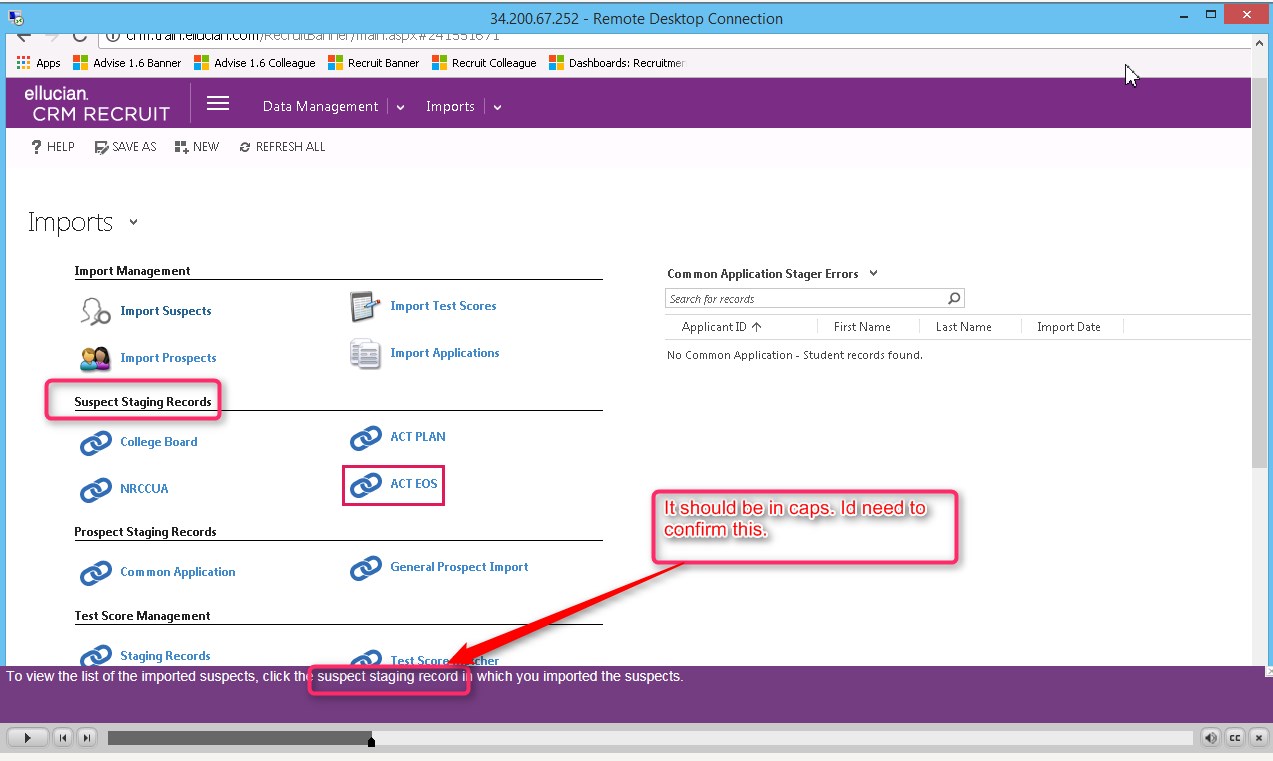 34.200.67.252 - Remote Desktop Connection
crm.train.ellucian.com/RecruitBanner/main.aspx#241551671
Apps Advise 1.6 Banner Advise 1.6 Colleague Recruit Banner Recruit Colleague Dashboards: Recruitmen
ellucian.
CRM RECRUIT
Data Management Imports
? HELP SAVE AS NEW REFRESH ALL
Imports
Import Management
Import Suspects
Import Test Scores
Import Prospects
Import Applications
Common Application Stager Errors
Search for records
Applicant ID ↑ First Name Last Name Import Date
No Common Application - Student records found.
Suspect Staging Records
College Board
ACT PLAN
NRCCUA
ACT EOS
It should be in caps. Id need to
confirm this.
Prospect Staging Records
Common Application
General Prospect Import
Test Score Management
Staging Records
Test Score
To view the list of the imported suspects, click the suspect staging record in which you imported the suspects.
CC